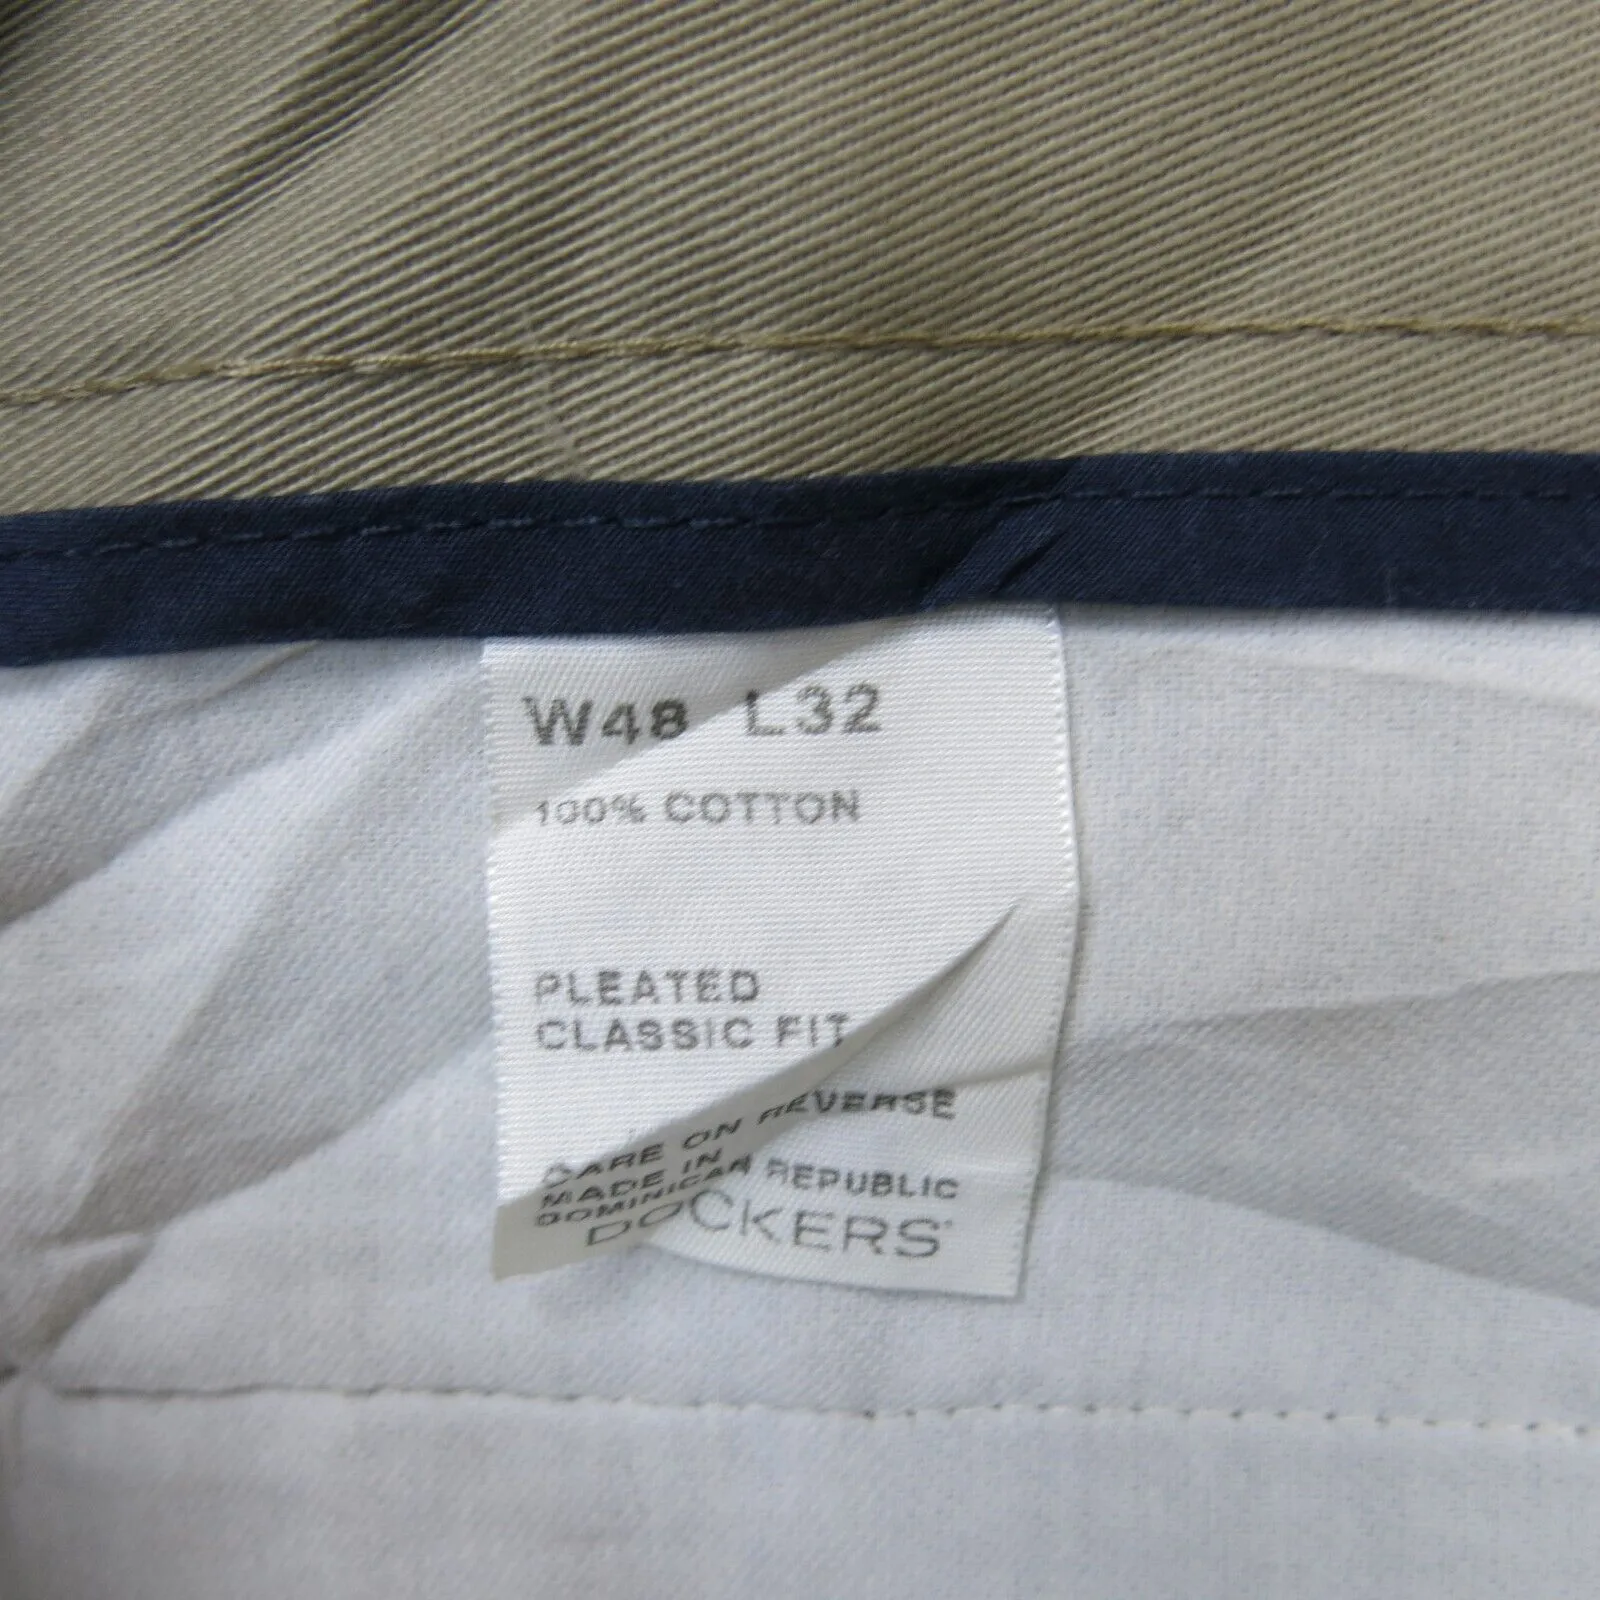 W48 L32
100% COTTON
PLEATED
CLASSIC FIT
CARE ON REVERSE
MADE IN
DOMINICAN REPUBLIC
DOCKERS